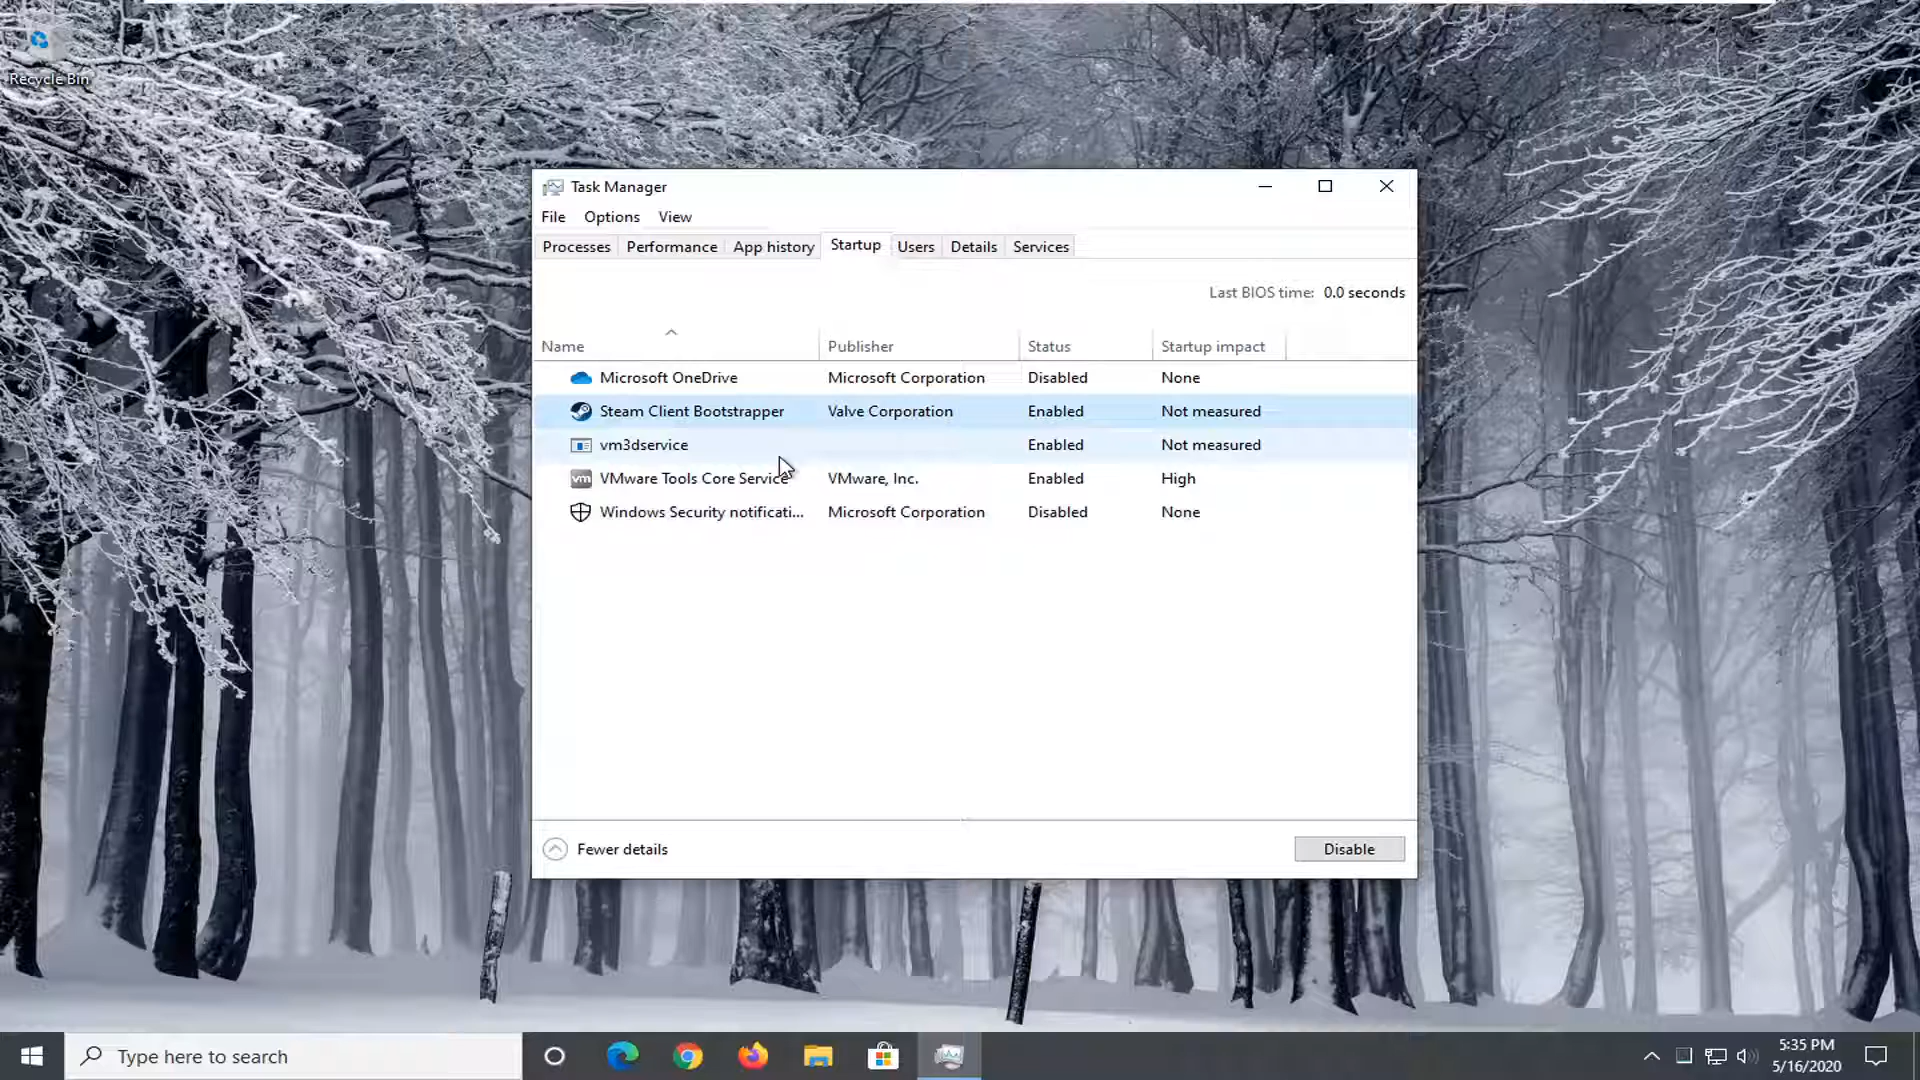 Recycle Bin
Task Manager
File Options View
Processes Performance App history Startup Users Details Services
Last BIOS time: 0.0 seconds
Name Publisher Status Startup impact
Microsoft OneDrive Microsoft Corporation Disabled None
Steam Client Bootstrapper Valve Corporation Enabled Not measured
vm3dservice Enabled Not measured
vm VMware Tools Core Service VMware, Inc. Enabled High
Windows Security notificati... Microsoft Corporation Disabled None
Fewer details Disable
Type here to search
5:35 PM
5/16/2020